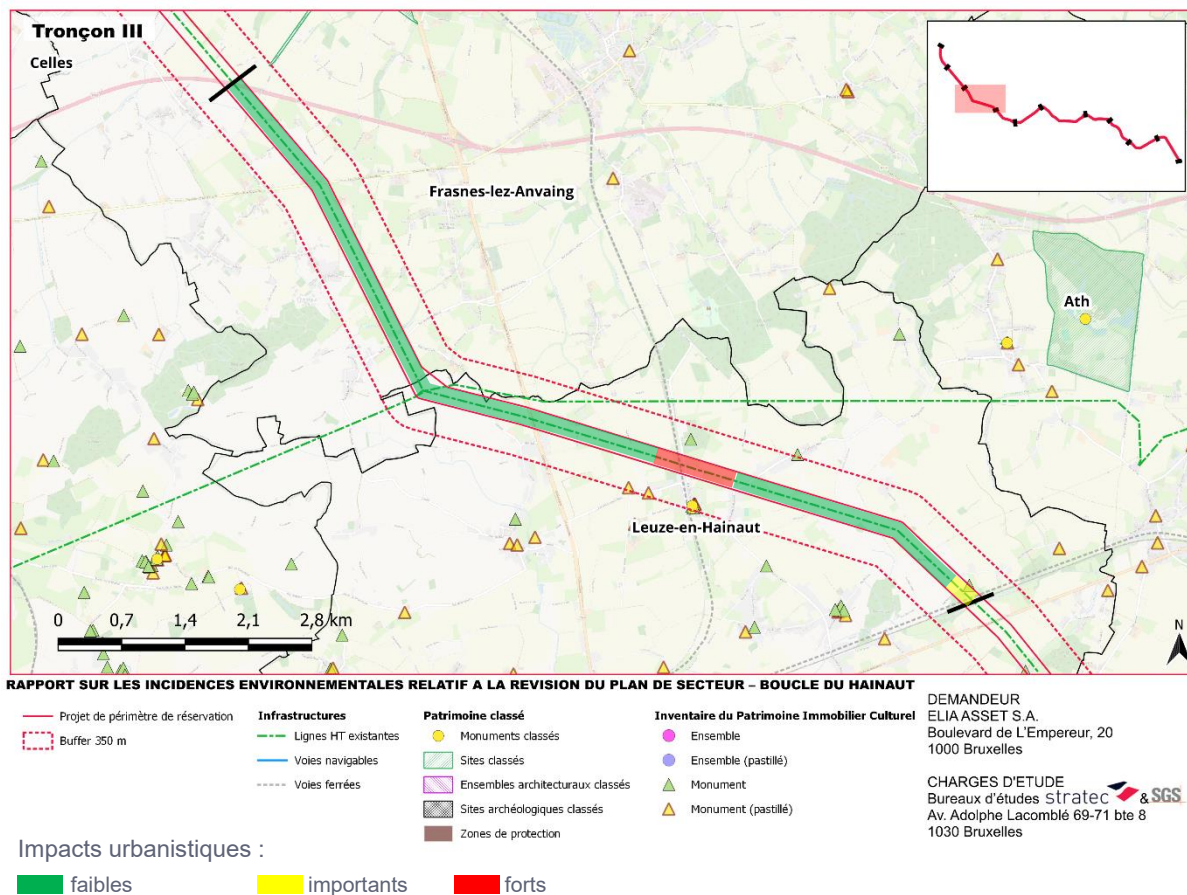 Tronçon III
Celles
Frasnes-lez-Anvaing
Ath
Leuze-en-Hainaut
0 0,7 1,4 2,1 2,8 km
N
RAPPORT SUR LES INCIDENCES ENVIRONMENTALES RELATIF A LA REVISION DU PLAN DE SECTEUR – BOUCLE DU HAINAUT
Projet de périmètre de réservation
Buffer 350 m
Infrastructures
Lignes HT existantes
Voies navigables
Voies ferrées
Patrimoine classé
Monuments classés
Sites classés
Ensembles architecturaux classés
Sites archéologiques classés
Zones de protection
Inventaire du Patrimoine Immobilier Culturel
Ensemble
Ensemble (pastillé)
Monument
Monument (pastillé)
DEMANDEUR
ELIA ASSET S.A.
Boulevard de L'Empereur, 20
1000 Bruxelles
CHARGES D'ETUDE
Bureaux d'études stratec & SGS
Av. Adolphe Lacomblé 69-71 bte 8
1030 Bruxelles
Impacts urbanistiques :
faibles importants forts